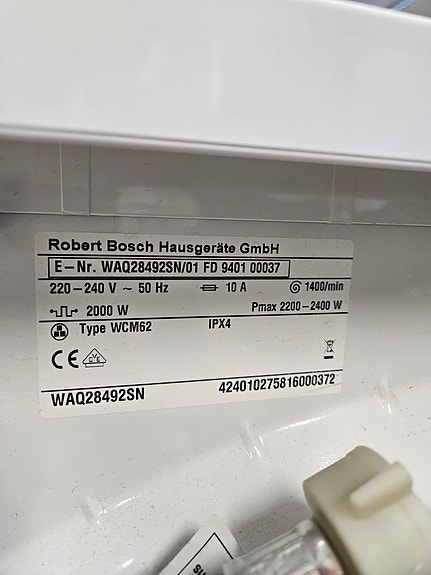 Robert Bosch Hausgeräte GmbH
E-Nr. WAQ28492SN/01 FD 9401 00037
220-240 V ~ 50 Hz 10 A 1400/min
2000 W Pmax 2200-2400 W
Type WCM62 IPX4
CE
WAQ28492SN 424010275816000372